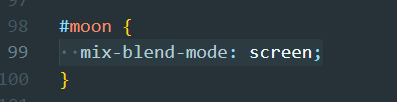 98 #moon {
99 mix-blend-mode: screen;
100 }